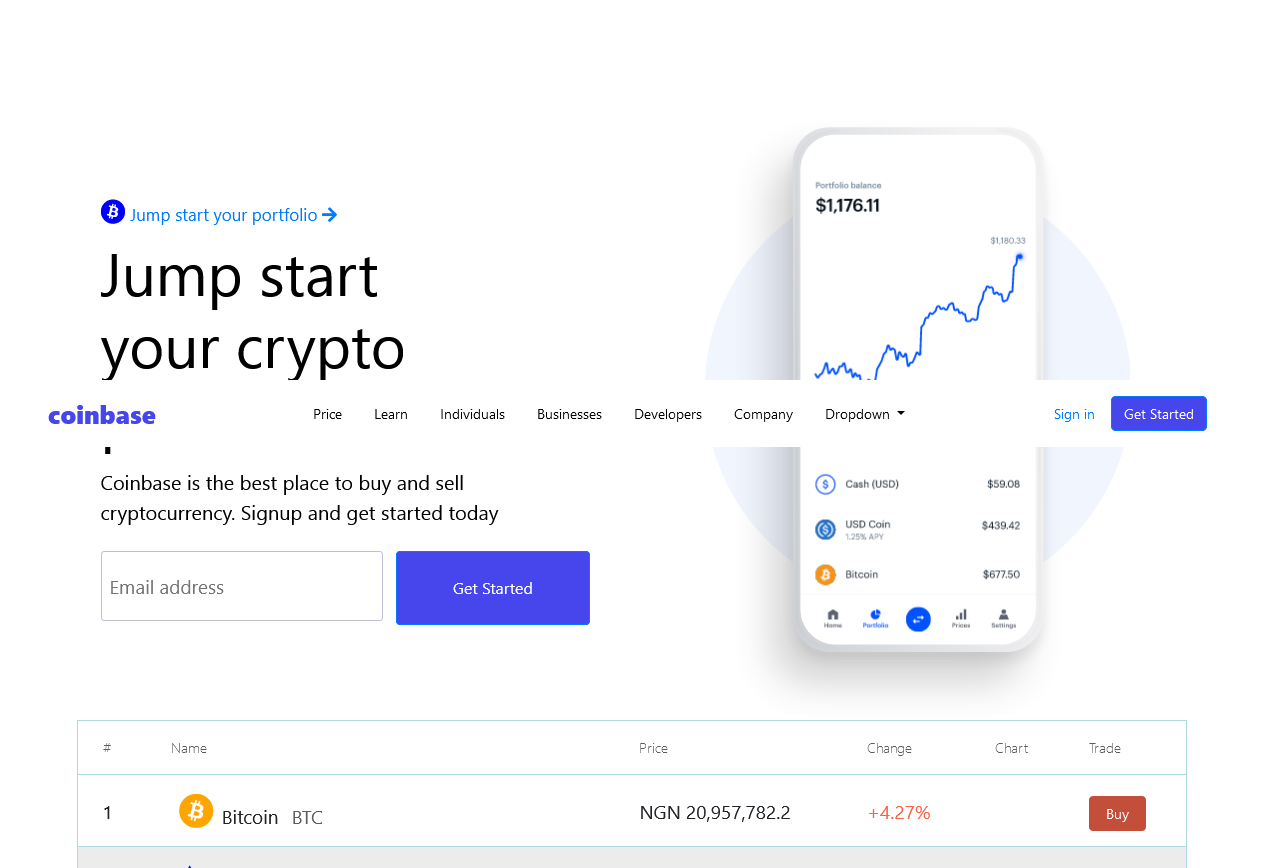 Jump start your portfolio
Jump start
your crypto
coinbase
Price Learn Individuals Businesses Developers Company Dropdown
Sign in Get Started
Coinbase is the best place to buy and sell
cryptocurrency. Signup and get started today
Email address
Get Started
Portfolio balance
$1,176.11
$1,180.33
Cash (USD) $59.08
USD Coin $439.42
1.25% APY
Bitcoin $677.50
Home Portfolio Prices Settings
# Name Price Change Chart Trade
1 Bitcoin BTC NGN 20,957,782.2 +4.27% Buy